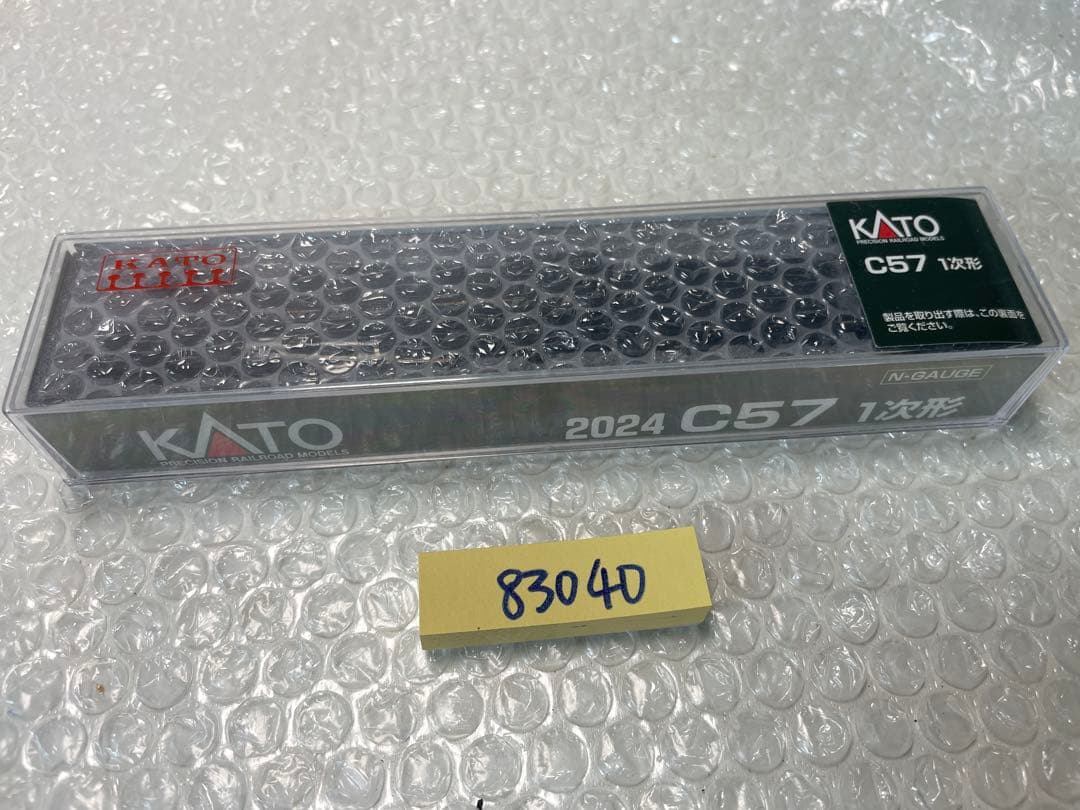 KATO
KATO
PRECISION RAILROAD MODELS
C57 1次形
製品を取り出す際は、この裏面を
ご覧ください。
N-GAUGE
KATO
PRECISION RAILROAD MODELS
2024 C57 1次形
83040